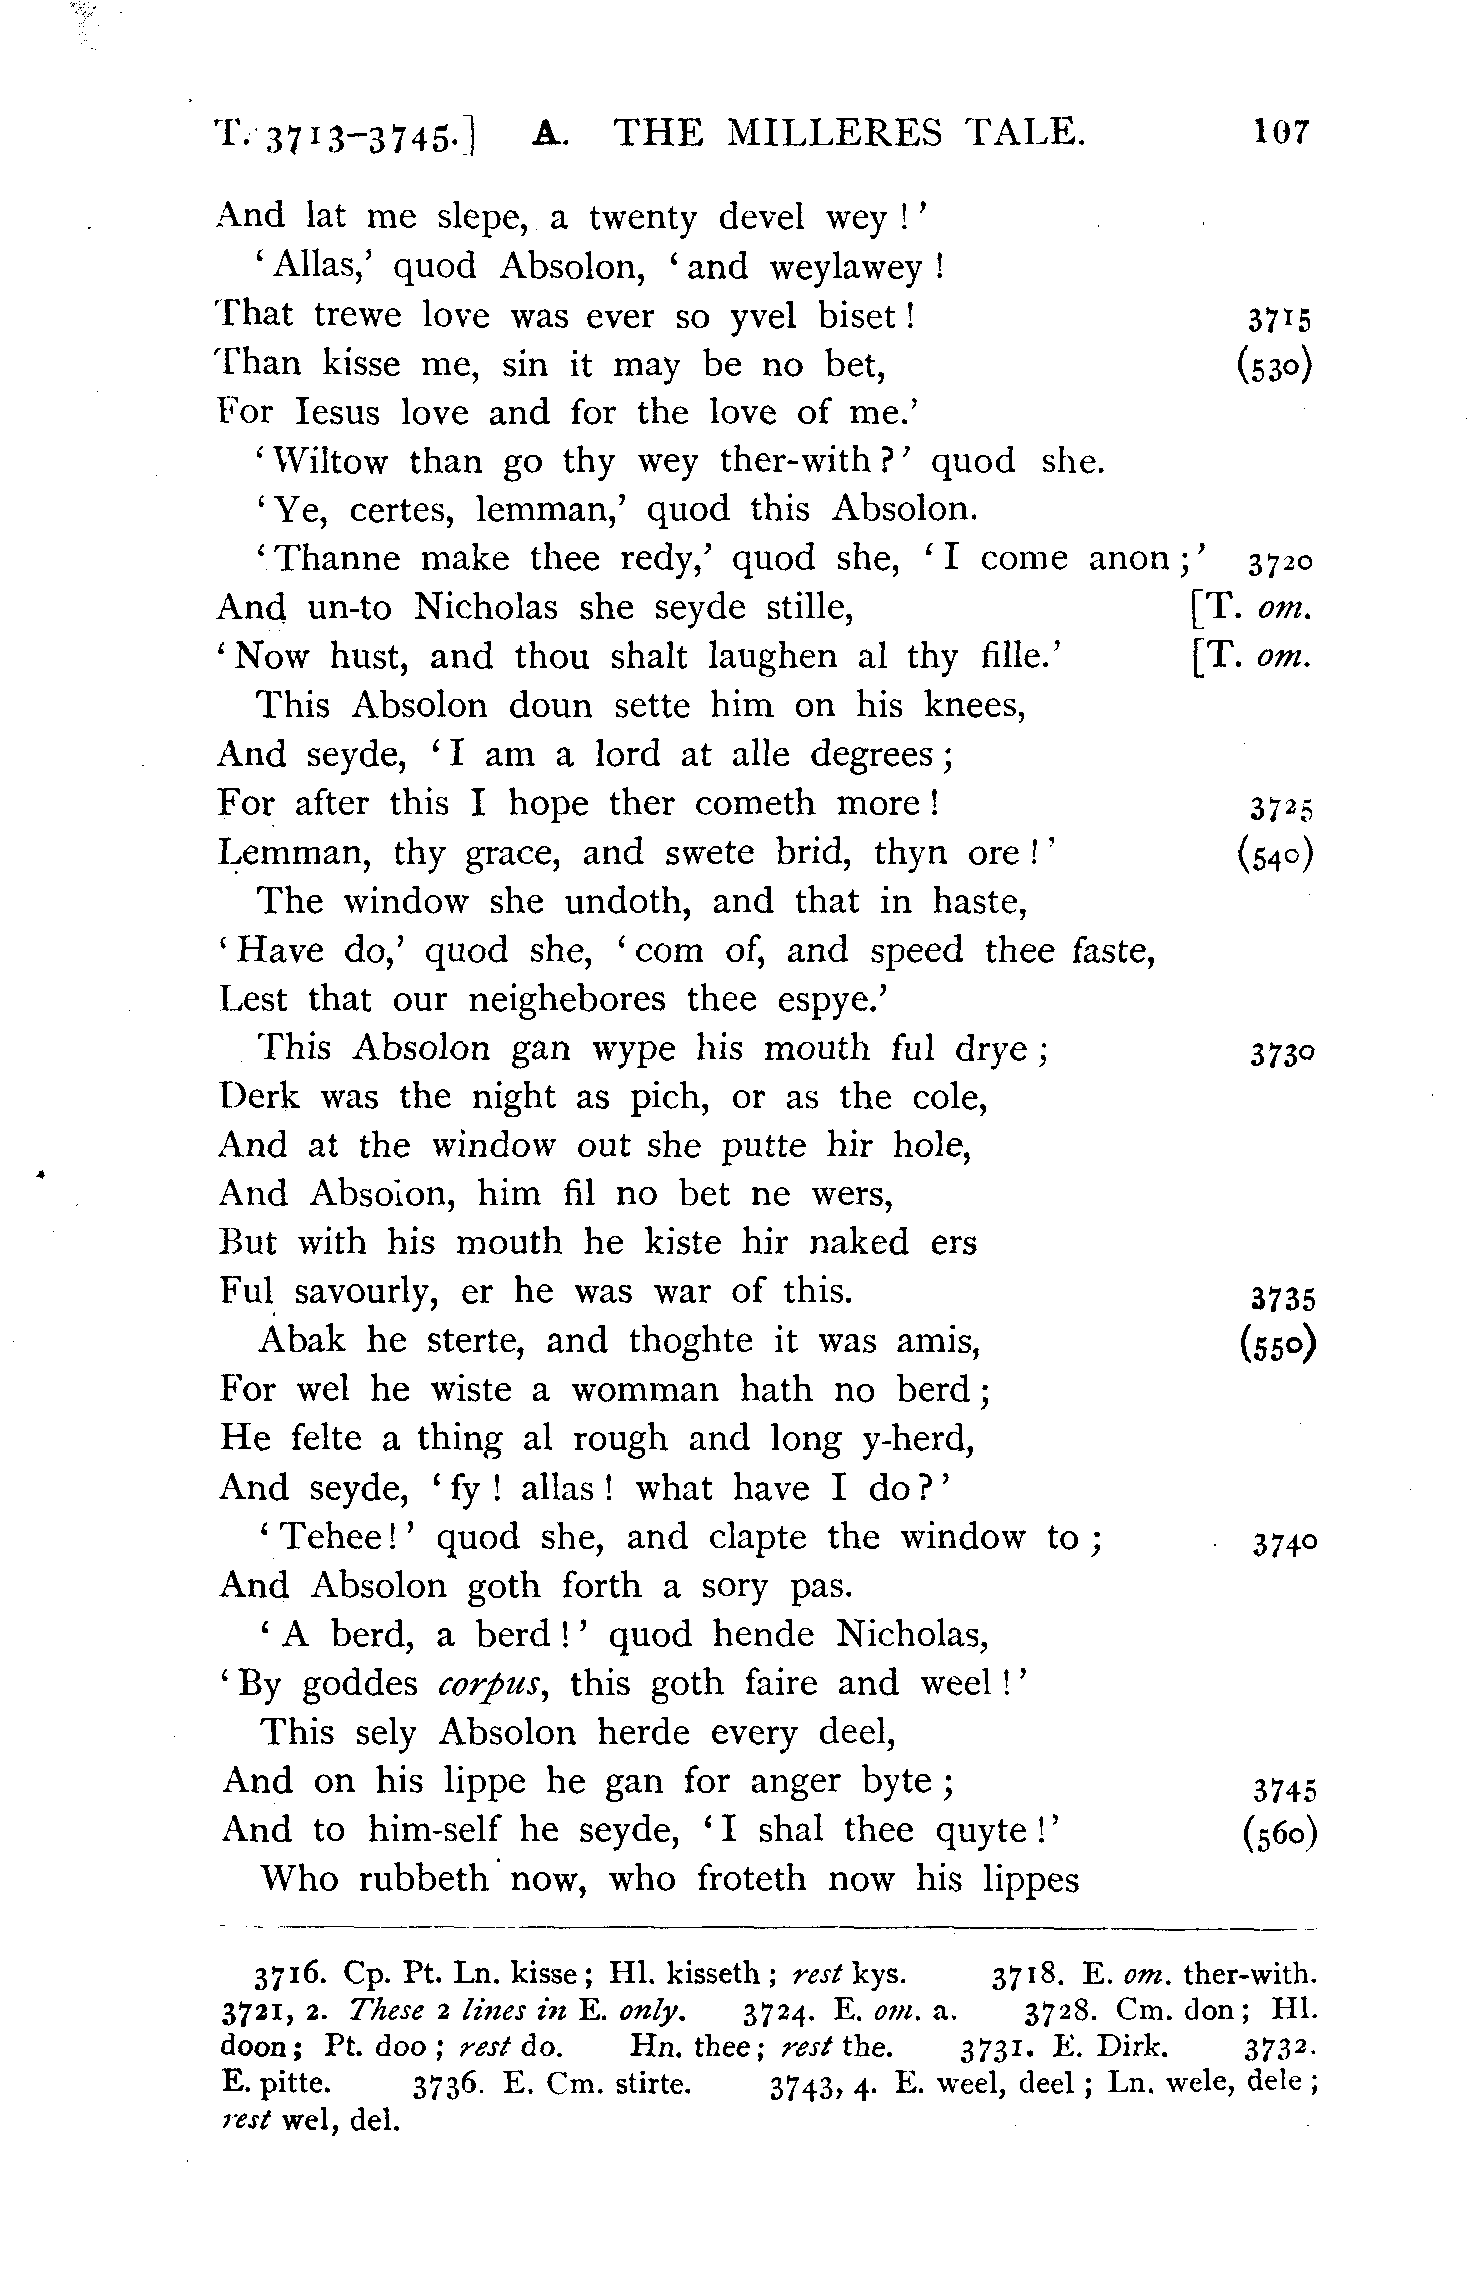 T. 3713–3745.] A. THE MILLERES TALE. 107
And lat me slepe, a twenty devel wey!’
‘Allas,’ quod Absolon, ‘and weylawey!
That trewe love was ever so yvel biset! 3715
Than kisse me, sin it may be no bet, (530)
For Iesus love and for the love of me.’
‘Wiltow than go thy wey ther-with?’ quod she.
‘Ye, certes, lemman,’ quod this Absolon.
‘Thanne make thee redy,’ quod she, ‘I come anon;’ 3720
And un-to Nicholas she seyde stille, [T. om.
‘Now hust, and thou shalt laughen al thy fille.’ [T. om.
This Absolon doun sette him on his knees,
And seyde, ‘I am a lord at alle degrees;
For after this I hope ther cometh more! 3725
Lemman, thy grace, and swete brid, thyn ore!’ (540)
The window she undoth, and that in haste,
‘Have do,’ quod she, ‘com of, and speed thee faste,
Lest that our neighebores thee espye.’
This Absolon gan wype his mouth ful drye; 3730
Derk was the night as pich, or as the cole,
And at the window out she putte hir hole,
And Absolon, him fil no bet ne wers,
But with his mouth he kiste hir naked ers
Ful savourly, er he was war of this. 3735
Abak he sterte, and thoghte it was amis, (550)
For wel he wiste a womman hath no berd;
He felte a thing al rough and long y-herd,
And seyde, ‘fy! allas! what have I do?’
‘Tehee!’ quod she, and clapte the window to; 3740
And Absolon goth forth a sory pas.
‘A berd, a berd!’ quod hende Nicholas,
‘By goddes corpus, this goth faire and weel!’
This sely Absolon herde every deel,
And on his lippe he gan for anger byte; 3745
And to him-self he seyde, ‘I shal thee quyte!’ (560)
Who rubbeth now, who froteth now his lippes
3716. Cp. Pt. Ln. kisse; Hl. kisseth; rest kys. 3718. E. om. ther-with.
3721, 2. These 2 lines in E. only. 3724. E. om. a. 3728. Cm. don; Hl.
doon; Pt. doo; rest do. Hn. thee; rest the. 3731. E. Dirk. 3732.
E. pitte. 3736. E. Cm. stirte. 3743, 4. E. weel, deel; Ln. wele, dele;
rest wel, del.